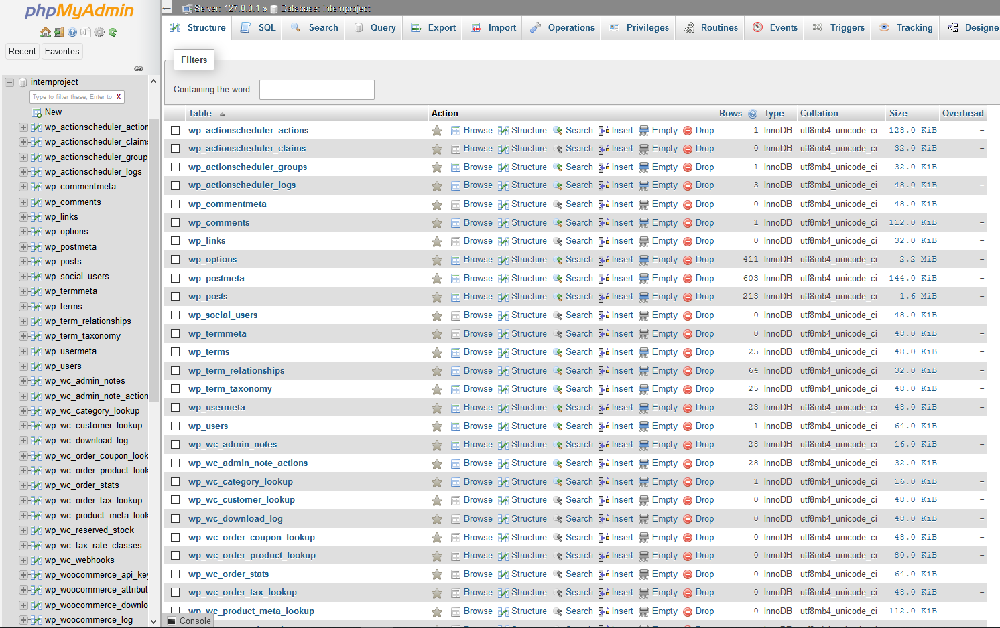 phpMyAdmin
Recent Favorites
internproject
Type to filter these, Enter to X
New
wp_actionscheduler_action
wp_actionscheduler_claims
wp_actionscheduler_group
wp_actionscheduler_logs
wp_commentmeta
wp_comments
wp_links
wp_options
wp_postmeta
wp_posts
wp_social_users
wp_termmeta
wp_terms
wp_term_relationships
wp_term_taxonomy
wp_usermeta
wp_users
wp_wc_admin_notes
wp_wc_admin_note_action
wp_wc_category_lookup
wp_wc_customer_lookup
wp_wc_download_log
wp_wc_order_coupon_look
wp_wc_order_product_look
wp_wc_order_stats
wp_wc_order_tax_lookup
wp_wc_product_meta_look
wp_wc_reserved_stock
wp_wc_tax_rate_classes
wp_wc_webhooks
wp_woocommerce_api_key
wp_woocommerce_attribut
wp_woocommerce_downlo
wp_woocommerce_log
Server: 127.0.0.1 » Database: internproject
Structure SQL Search Query Export Import Operations Privileges Routines Events Triggers Tracking Designe
Filters
Containing the word:
Table Action Rows Type Collation Size Overhead
wp_actionscheduler_actions Browse Structure Search Insert Empty Drop 1 InnoDB utf8mb4_unicode_ci 128.0 KiB -
wp_actionscheduler_claims Browse Structure Search Insert Empty Drop 0 InnoDB utf8mb4_unicode_ci 32.0 KiB -
wp_actionscheduler_groups Browse Structure Search Insert Empty Drop 1 InnoDB utf8mb4_unicode_ci 32.0 KiB -
wp_actionscheduler_logs Browse Structure Search Insert Empty Drop 3 InnoDB utf8mb4_unicode_ci 48.0 KiB -
wp_commentmeta Browse Structure Search Insert Empty Drop 0 InnoDB utf8mb4_unicode_ci 48.0 KiB -
wp_comments Browse Structure Search Insert Empty Drop 1 InnoDB utf8mb4_unicode_ci 112.0 KiB -
wp_links Browse Structure Search Insert Empty Drop 0 InnoDB utf8mb4_unicode_ci 32.0 KiB -
wp_options Browse Structure Search Insert Empty Drop 411 InnoDB utf8mb4_unicode_ci 2.2 MiB -
wp_postmeta Browse Structure Search Insert Empty Drop 603 InnoDB utf8mb4_unicode_ci 144.0 KiB -
wp_posts Browse Structure Search Insert Empty Drop 213 InnoDB utf8mb4_unicode_ci 1.6 MiB -
wp_social_users Browse Structure Search Insert Empty Drop 0 InnoDB utf8mb4_unicode_ci 48.0 KiB -
wp_termmeta Browse Structure Search Insert Empty Drop 0 InnoDB utf8mb4_unicode_ci 48.0 KiB -
wp_terms Browse Structure Search Insert Empty Drop 25 InnoDB utf8mb4_unicode_ci 48.0 KiB -
wp_term_relationships Browse Structure Search Insert Empty Drop 64 InnoDB utf8mb4_unicode_ci 32.0 KiB -
wp_term_taxonomy Browse Structure Search Insert Empty Drop 25 InnoDB utf8mb4_unicode_ci 48.0 KiB -
wp_usermeta Browse Structure Search Insert Empty Drop 23 InnoDB utf8mb4_unicode_ci 48.0 KiB -
wp_users Browse Structure Search Insert Empty Drop 1 InnoDB utf8mb4_unicode_ci 64.0 KiB -
wp_wc_admin_notes Browse Structure Search Insert Empty Drop 28 InnoDB utf8mb4_unicode_ci 16.0 KiB -
wp_wc_admin_note_actions Browse Structure Search Insert Empty Drop 28 InnoDB utf8mb4_unicode_ci 32.0 KiB -
wp_wc_category_lookup Browse Structure Search Insert Empty Drop 1 InnoDB utf8mb4_unicode_ci 16.0 KiB -
wp_wc_customer_lookup Browse Structure Search Insert Empty Drop 0 InnoDB utf8mb4_unicode_ci 48.0 KiB -
wp_wc_download_log Browse Structure Search Insert Empty Drop 0 InnoDB utf8mb4_unicode_ci 48.0 KiB -
wp_wc_order_coupon_lookup Browse Structure Search Insert Empty Drop 0 InnoDB utf8mb4_unicode_ci 48.0 KiB -
wp_wc_order_product_lookup Browse Structure Search Insert Empty Drop 0 InnoDB utf8mb4_unicode_ci 80.0 KiB -
wp_wc_order_stats Browse Structure Search Insert Empty Drop 0 InnoDB utf8mb4_unicode_ci 64.0 KiB -
wp_wc_order_tax_lookup Browse Structure Search Insert Empty Drop 0 InnoDB utf8mb4_unicode_ci 48.0 KiB -
wp_wc_product_meta_lookup Browse Structure Search Insert Empty Drop 0 InnoDB utf8mb4_unicode_ci 112.0 KiB -
Console